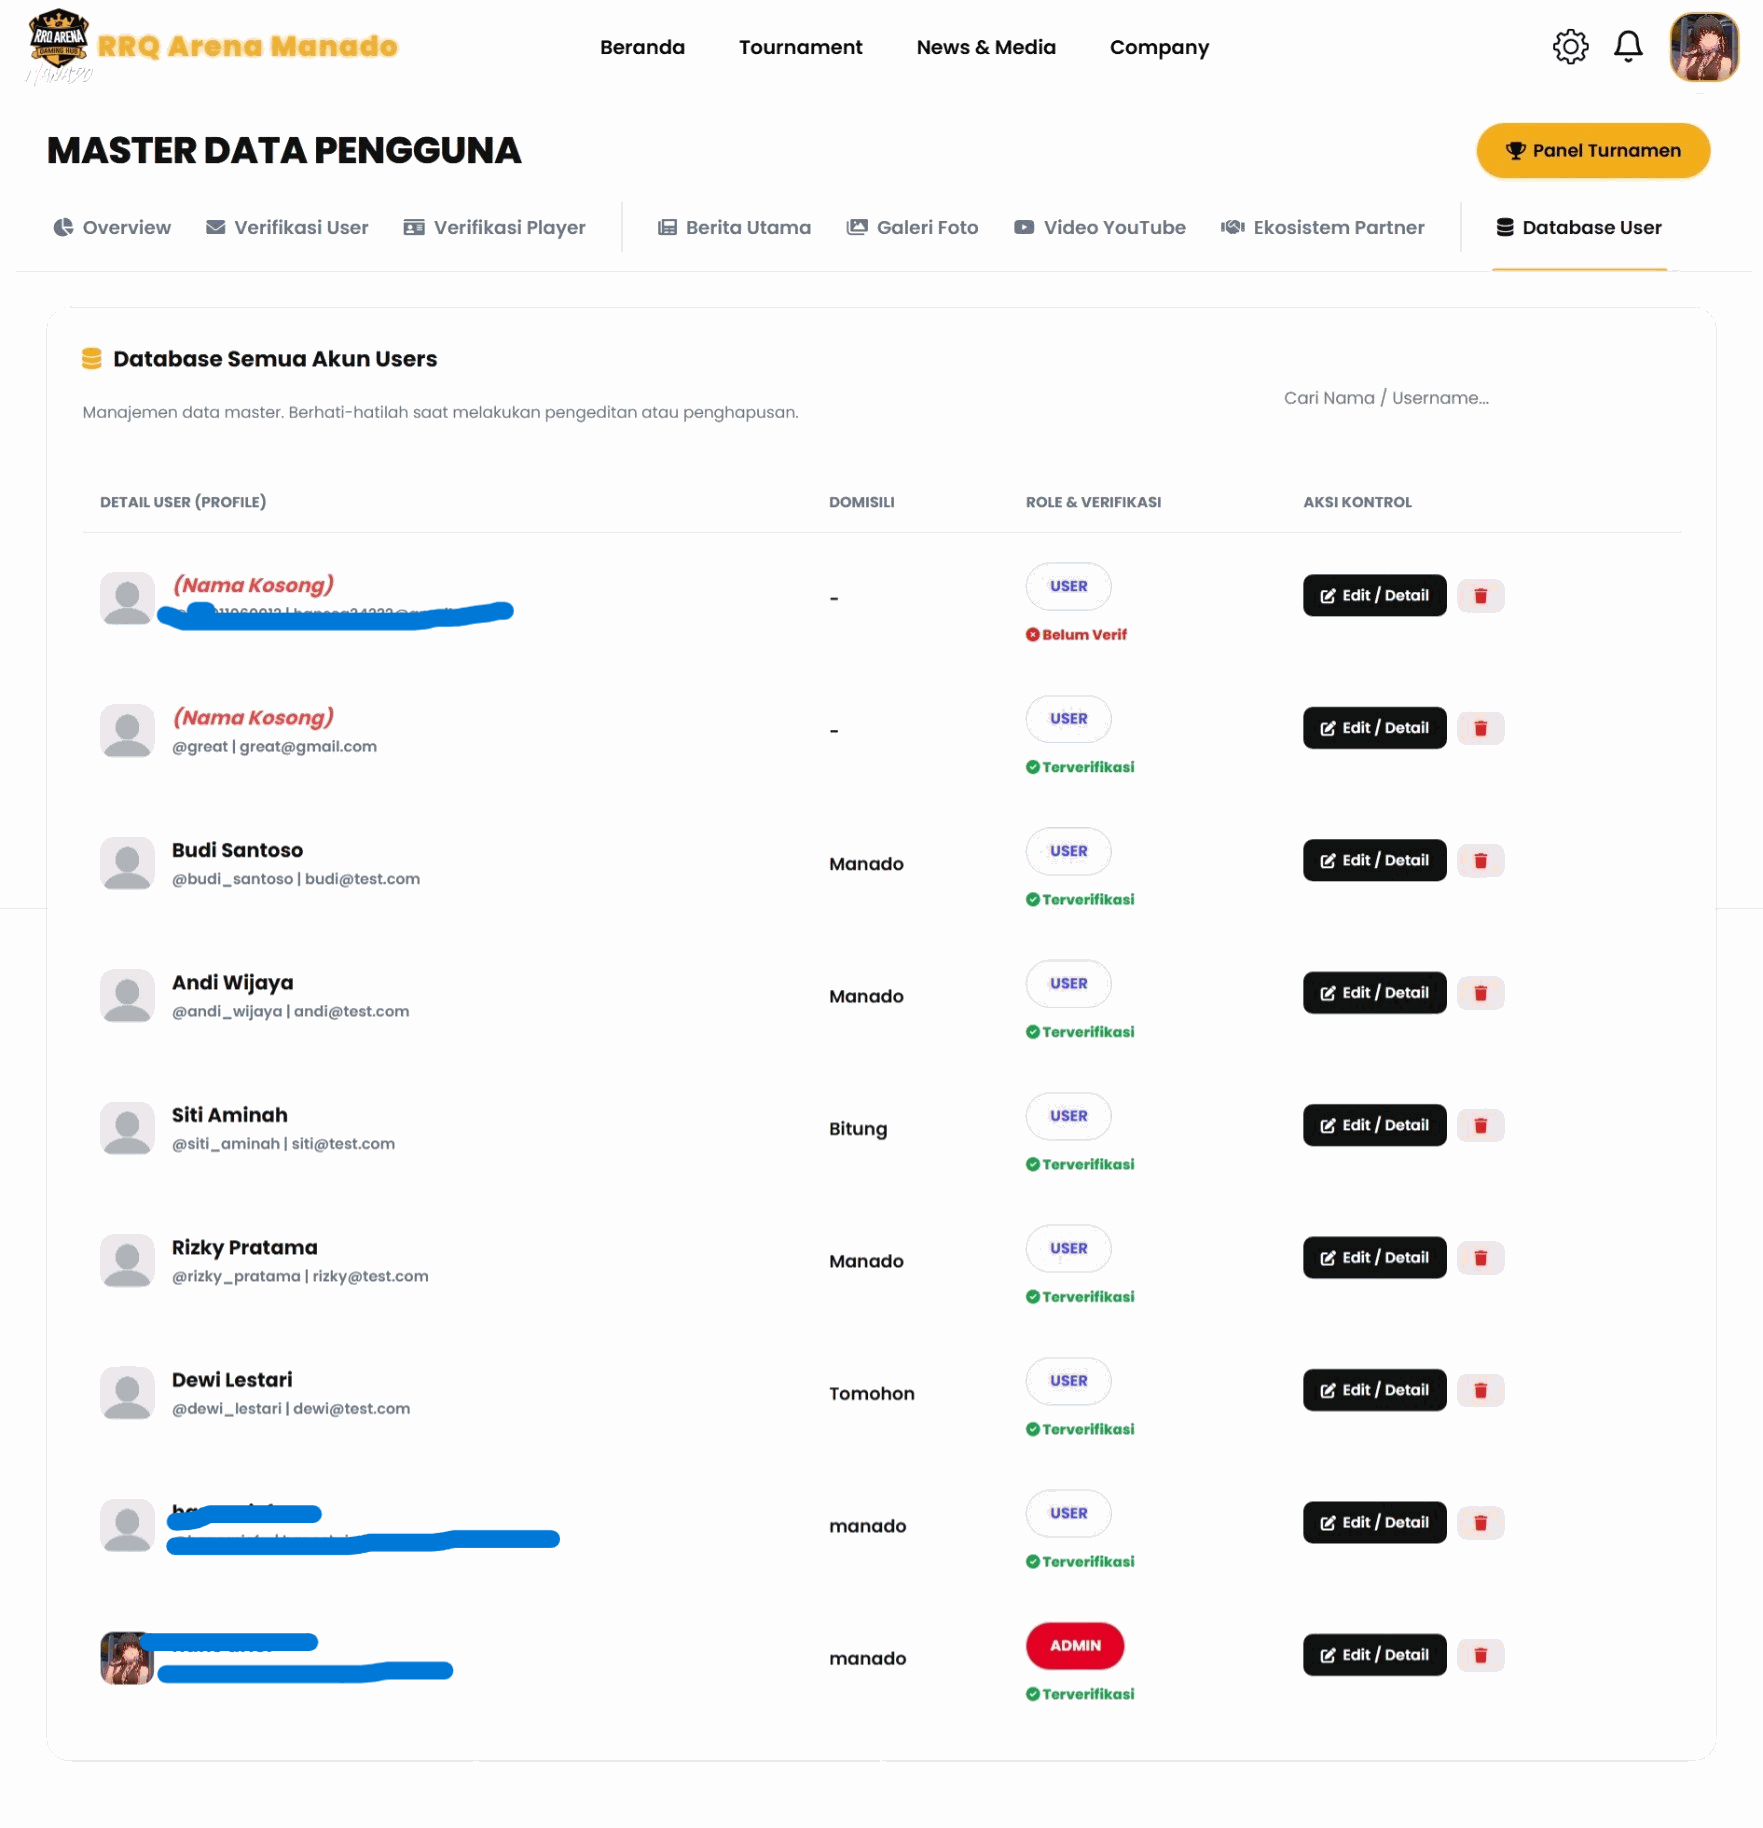 RRQ ARENA
GAMING HUB
MANADO
RRQ Arena Manado
Beranda
Tournament
News & Media
Company
MASTER DATA PENGGUNA
Panel Turnamen
Overview
Verifikasi User
Verifikasi Player
Berita Utama
Galeri Foto
Video YouTube
Ekosistem Partner
Database User
Database Semua Akun Users
Manajemen data master. Berhati-hatilah saat melakukan pengeditan atau penghapusan.
Cari Nama / Username...
DETAIL USER (PROFILE)
DOMISILI
ROLE & VERIFIKASI
AKSI KONTROL
(Nama Kosong)
-
USER
Belum Verif
Edit / Detail
(Nama Kosong)
@great | great@gmail.com
-
USER
Terverifikasi
Edit / Detail
Budi Santoso
@budi_santoso | budi@test.com
Manado
USER
Terverifikasi
Edit / Detail
Andi Wijaya
@andi_wijaya | andi@test.com
Manado
USER
Terverifikasi
Edit / Detail
Siti Aminah
@siti_aminah | siti@test.com
Bitung
USER
Terverifikasi
Edit / Detail
Rizky Pratama
@rizky_pratama | rizky@test.com
Manado
USER
Terverifikasi
Edit / Detail
Dewi Lestari
@dewi_lestari | dewi@test.com
Tomohon
USER
Terverifikasi
Edit / Detail
manado
USER
Terverifikasi
Edit / Detail
manado
ADMIN
Terverifikasi
Edit / Detail